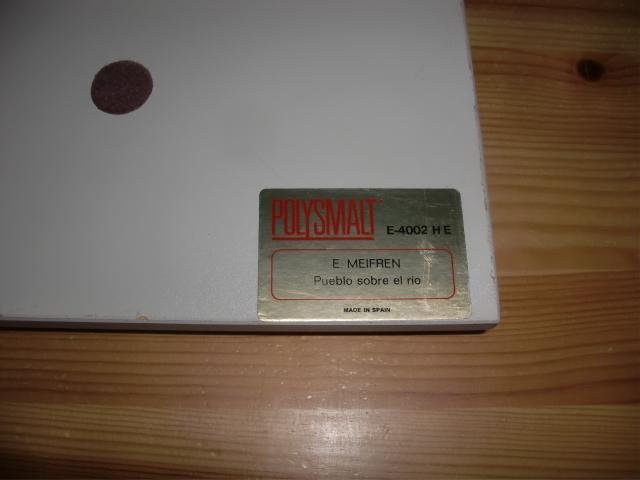 POLYSMALT E-4002 H E
E. MEIFREN
Pueblo sobre el rio
MADE IN SPAIN